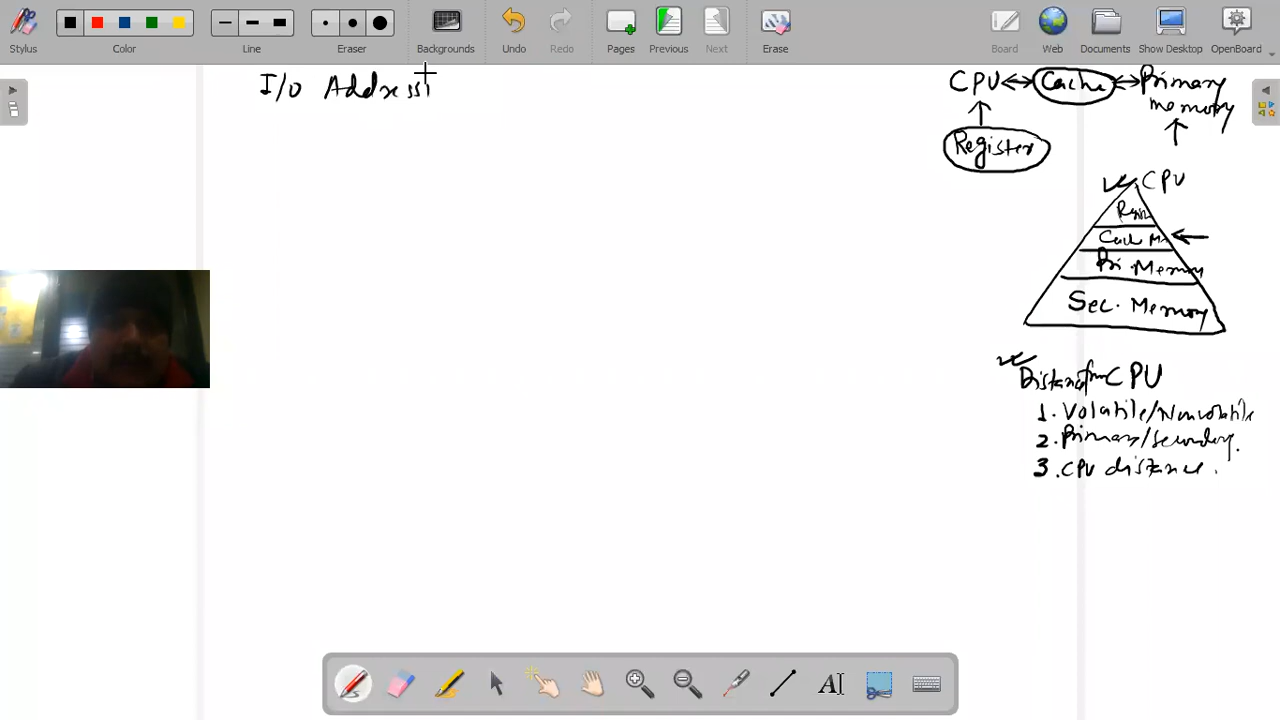 Stylus
Color
Line
Eraser
Backgrounds
Undo
Redo
Pages
Previous
Next
Erase
Board
Web
Documents
Show Desktop
OpenBoard
I/o Addressi
CPU ↔ Cache ↔ Primary
memory
Register
CPU
Cache
Pri. Memory
Sec. Memory
CPU
1. Volatile/Nonvolatile
2. Primary/Secondary.
3. CPU distance.